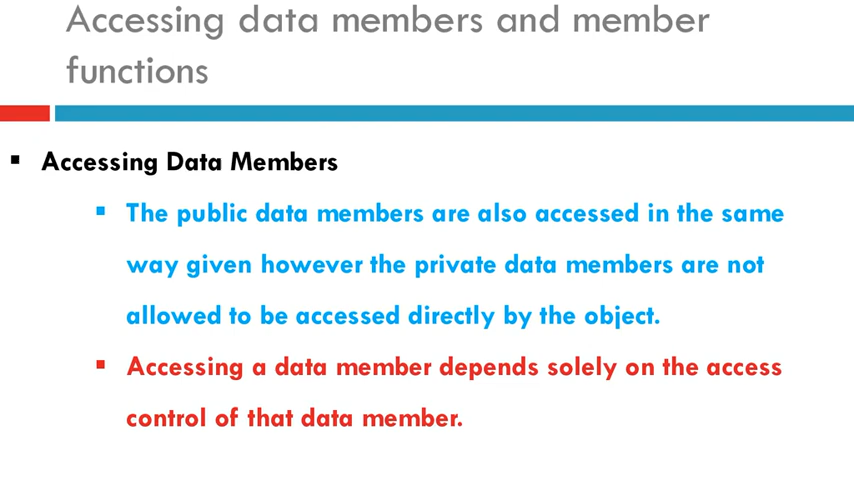 Accessing data members and member
functions
▪ Accessing Data Members
▪ The public data members are also accessed in the same
way given however the private data members are not
allowed to be accessed directly by the object.
▪ Accessing a data member depends solely on the access
control of that data member.